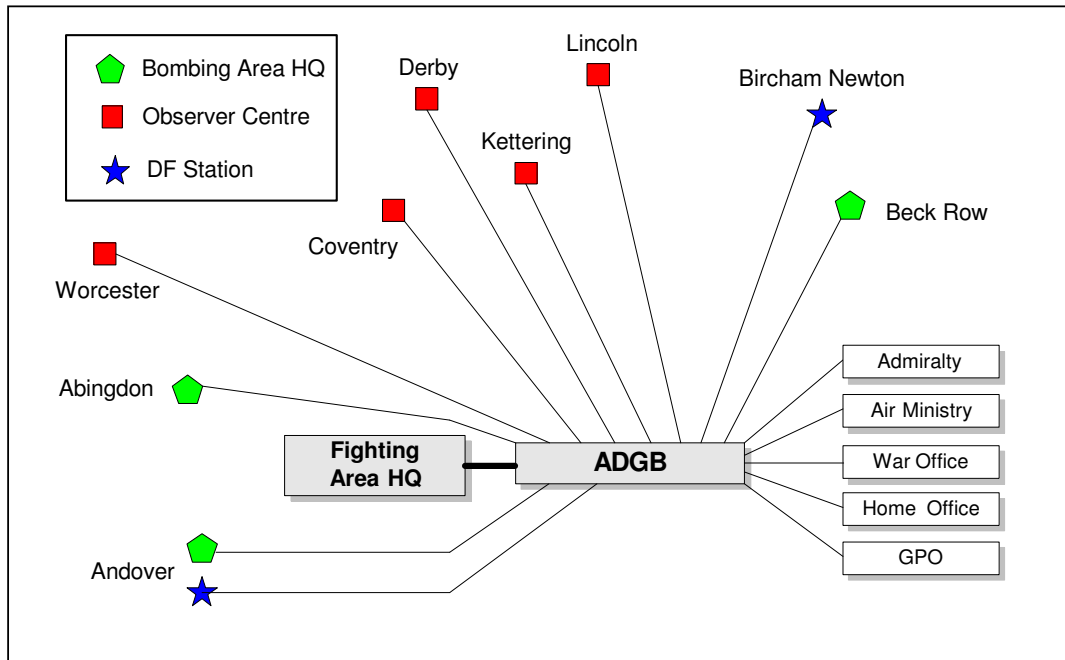 Bombing Area HQ
Observer Centre
DF Station
Lincoln
Derby
Bircham Newton
Kettering
Beck Row
Coventry
Worcester
Abingdon
Admiralty
Air Ministry
War Office
Home Office
GPO
Fighting
Area HQ
ADGB
Andover